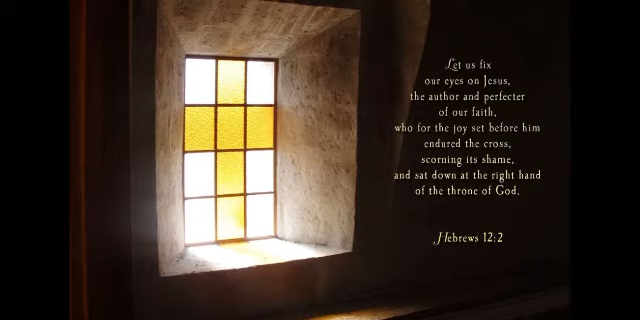 Let us fix
our eyes on Jesus,
the author and perfecter
of our faith,
who for the joy set before him
endured the cross,
scorning its shame,
and sat down at the right hand
of the throne of God.
Hebrews 12:2